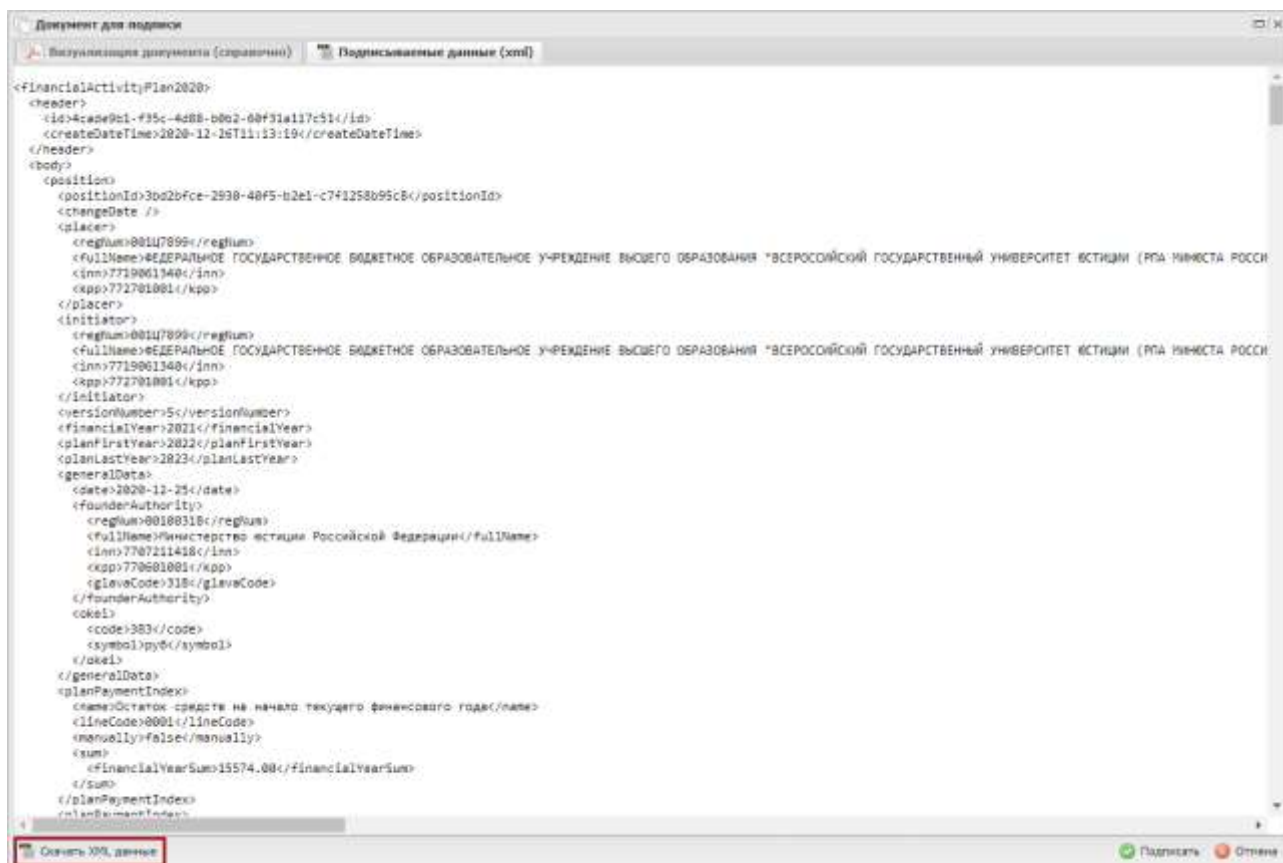 Документ для подписи
Визуализация документа (справочно) Подписываемые данные (xml)
<financialActivityPlan2020>
<header>
<id>4cade9b1-f35c-4d88-b0b2-60f31a117c51</id>
<createDateTime>2020-12-26T11:13:19</createDateTime>
</header>
<body>
<position>
<positionId>3bd2bfce-2930-40f5-b2e1-c7f1258b95c8</positionId>
<changeDate />
<placer>
<regNum>001Ц7899</regNum>
<fullName>ФЕДЕРАЛЬНОЕ ГОСУДАРСТВЕННОЕ БЮДЖЕТНОЕ ОБРАЗОВАТЕЛЬНОЕ УЧРЕЖДЕНИЕ ВЫСШЕГО ОБРАЗОВАНИЯ "ВСЕРОССИЙСКИЙ ГОСУДАРСТВЕННЫЙ УНИВЕРСИТЕТ ЮСТИЦИИ (РПА МИНЮСТА РОССИ
<inn>7719061340</inn>
<kpp>772701001</kpp>
</placer>
<initiator>
<regNum>001Ц7899</regNum>
<fullName>ФЕДЕРАЛЬНОЕ ГОСУДАРСТВЕННОЕ БЮДЖЕТНОЕ ОБРАЗОВАТЕЛЬНОЕ УЧРЕЖДЕНИЕ ВЫСШЕГО ОБРАЗОВАНИЯ "ВСЕРОССИЙСКИЙ ГОСУДАРСТВЕННЫЙ УНИВЕРСИТЕТ ЮСТИЦИИ (РПА МИНЮСТА РОССИ
<inn>7719061340</inn>
<kpp>772701001</kpp>
</initiator>
<versionNumber>5</versionNumber>
<financialYear>2021</financialYear>
<planFirstYear>2022</planFirstYear>
<planLastYear>2023</planLastYear>
<generalData>
<date>2020-12-25</date>
<founderAuthority>
<regNum>00100318</regNum>
<fullName>Министерство юстиции Российской Федерации</fullName>
<inn>7707211418</inn>
<kpp>770601001</kpp>
<glavaCode>318</glavaCode>
</founderAuthority>
<okei>
<code>383</code>
<symbol>руб</symbol>
</okei>
</generalData>
<planPaymentIndex>
<name>Остаток средств на начало текущего финансового года</name>
<lineCode>0001</lineCode>
<manually>false</manually>
<sum>
<financialYearSum>15574.00</financialYearSum>
</sum>
</planPaymentIndex>
<planPaymentIndex>
Скачать XML данные Подписать Отмена